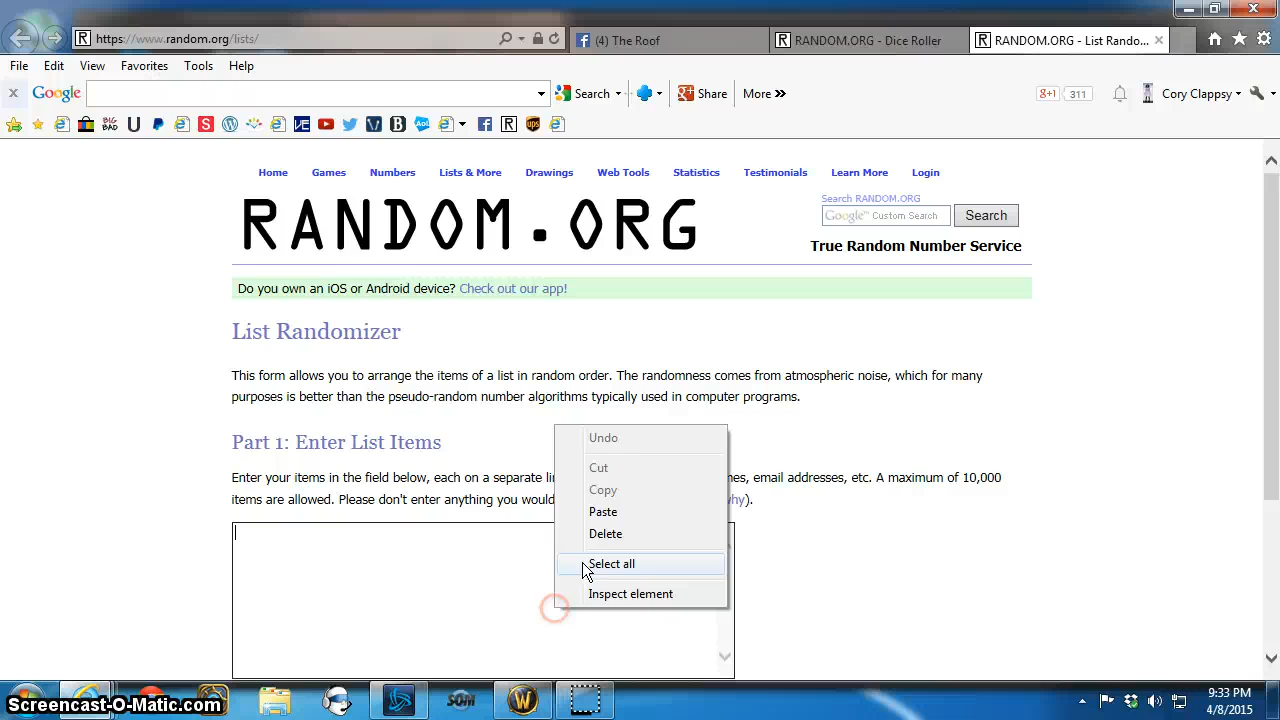 https://www.random.org/lists/
(4) The Roof
RANDOM.ORG - Dice Roller
RANDOM.ORG - List Rando...
File Edit View Favorites Tools Help
Google
Search
Share
More »
g+1 311
Cory Clappsy
BIG BAD
Home Games Numbers Lists & More Drawings Web Tools Statistics Testimonials Learn More Login
RANDOM.ORG
Search RANDOM.ORG
Google™ Custom Search
Search
True Random Number Service
Do you own an iOS or Android device? Check out our app!
List Randomizer
This form allows you to arrange the items of a list in random order. The randomness comes from atmospheric noise, which for many
purposes is better than the pseudo-random number algorithms typically used in computer programs.
Part 1: Enter List Items
Enter your items in the field below, each on a separate li mes, email addresses, etc. A maximum of 10,000
items are allowed. Please don't enter anything you would why).
Undo
Cut
Copy
Paste
Delete
Select all
Inspect element
Screencast-O-Matic.com
SOM
9:33 PM
4/8/2015